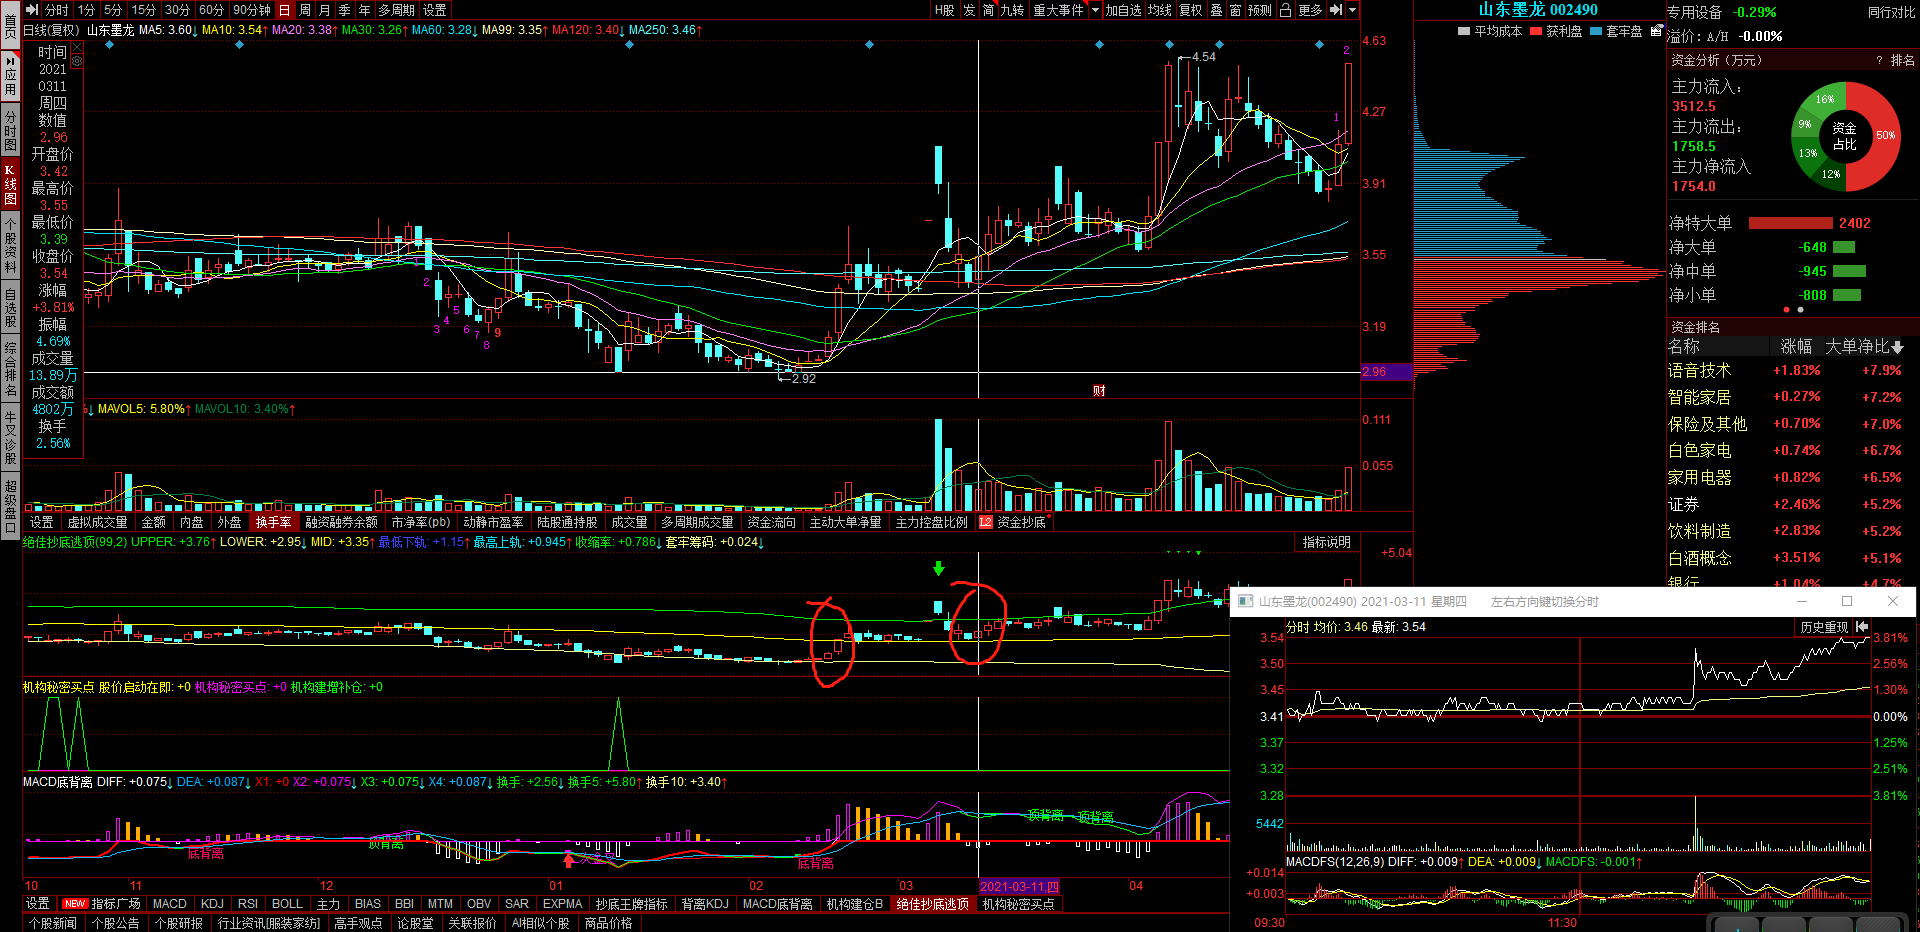 分时 1分 5分 15分 30分 60分 90分钟 日 周 月 季 年 多周期 设置
H股 发 简 九转 重大事件 加自选 均线 复权 叠 窗 预测 更多
日线(复权) 山东墨龙 MA5: 3.60↓ MA10: 3.54↑ MA20: 3.38↑ MA30: 3.26↑ MA60: 3.28↓ MA99: 3.35↑ MA120: 3.40↓ MA250: 3.46↑
首页
应用
分时图
K线图
个股资料
自选股
综合排名
牛叉诊股
超级盘口
时间
2021
0311
周四
数值
2.96
开盘价
3.42
最高价
3.55
最低价
3.39
收盘价
3.54
涨幅
+3.81%
振幅
4.69%
成交量
13.89万
成交额
4802万
换手
2.56%
4.54
2.92
财
1
2
3
4
5
6
7
8
9
1
2
4.63
4.27
3.91
3.55
3.19
2.96
山东墨龙 002490
平均成本 获利盘 套牢盘
%↓ MAVOL5: 5.80%↑ MAVOL10: 3.40%↑
0.111
0.055
设置 虚拟成交量 金额 内盘 外盘 换手率 融资融券余额 市净率(pb) 动静市盈率 陆股通持股 成交量 多周期成交量 资金流向 主动大单净量 主力控盘比例 L2 资金抄底
绝佳抄底逃顶(99,2) UPPER: +3.76↑ LOWER: +2.95↓ MID: +3.35↑ 最低下轨: +1.15↑ 最高上轨: +0.945↑ 收缩率: +0.786↓ 套牢筹码: +0.024↓
指标说明
+5.04
机构秘密买点 股价启动在即: +0 机构秘密买点: +0 机构建增补仓: +0
MACD底背离 DIFF: +0.075↓ DEA: +0.087↓ X1: +0 X2: +0.075↓ X3: +0.075↓ X4: +0.087↓ 换手: +2.56↓ 换手5: +5.80↑ 换手10: +3.40↑
底背离
顶背离
底背离
顶背离 顶背离
10 11 12 01 02 03 2021-03-11,四 04
设置 NEW 指标广场 MACD KDJ RSI BOLL 主力 BIAS BBI MTM OBV SAR EXPMA 抄底王牌指标 背离KDJ MACD底背离 机构建仓B 绝佳抄底逃顶 机构秘密买点
个股新闻 个股公告 个股研报 行业资讯[服装家纺] 高手观点 论股堂 关联报价 AI相似个股 商品价格
专用设备 -0.29% 同行对比
溢价: A/H -0.00%
资金分析 (万元) ? 排名
主力流入:
3512.5
主力流出:
1758.5
主力净流入
1754.0
资金占比
16%
9%
13%
12%
50%
净特大单 2402
净大单 -648
净中单 -945
净小单 -808
资金排名
名称 涨幅 大单净比
语音技术 +1.83% +7.9%
智能家居 +0.27% +7.2%
保险及其他 +0.70% +7.0%
白色家电 +0.74% +6.7%
家用电器 +0.82% +6.5%
证券 +2.46% +5.2%
饮料制造 +2.83% +5.2%
白酒概念 +3.51% +5.1%
银行 +1.04% +4.7%
山东墨龙(002490) 2021-03-11 星期四 左右方向键切换分时
分时 均价: 3.46 最新: 3.54
历史重现
3.54 3.81%
3.50 2.56%
3.45 1.30%
3.41 0.00%
3.37 1.25%
3.32 2.51%
3.28 3.81%
5442
MACDFS(12,26,9) DIFF: +0.009↑ DEA: +0.009↓ MACDFS: -0.001↑
+0.014
+0.003
09:30 11:30